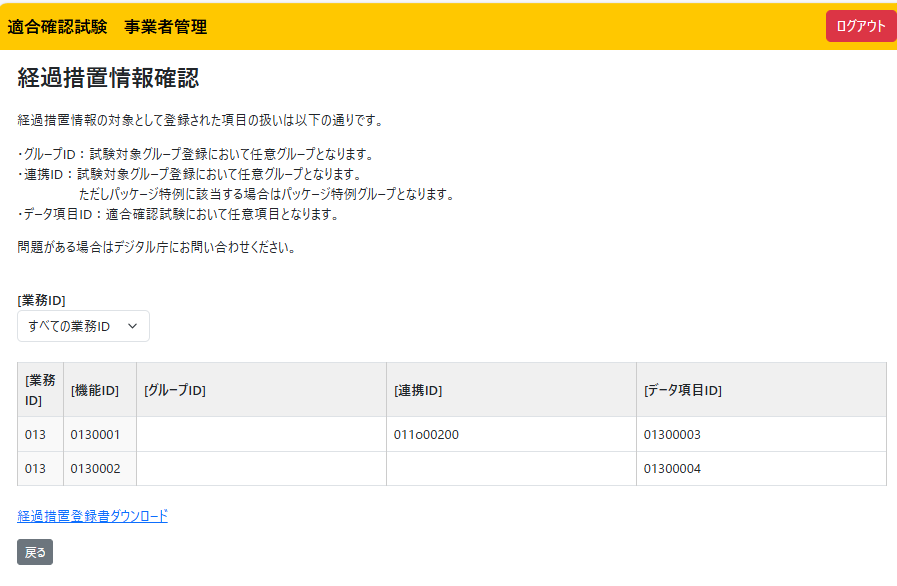 適合確認試験　事業者管理
ログアウト
経過措置情報確認
経過措置情報の対象として登録された項目の扱いは以下の通りです。
・グループID：試験対象グループ登録において任意グループとなります。
・連携ID：試験対象グループ登録において任意グループとなります。
ただしパッケージ特例に該当する場合はパッケージ特例グループとなります。
・データ項目ID：適合確認試験において任意項目となります。
問題がある場合はデジタル庁にお問い合わせください。
[業務ID]
すべての業務ID
[業務ID] [機能ID] [グループID] [連携ID] [データ項目ID]
013 0130001 011o00200 01300003
013 0130002 01300004
経過措置登録書ダウンロード
戻る